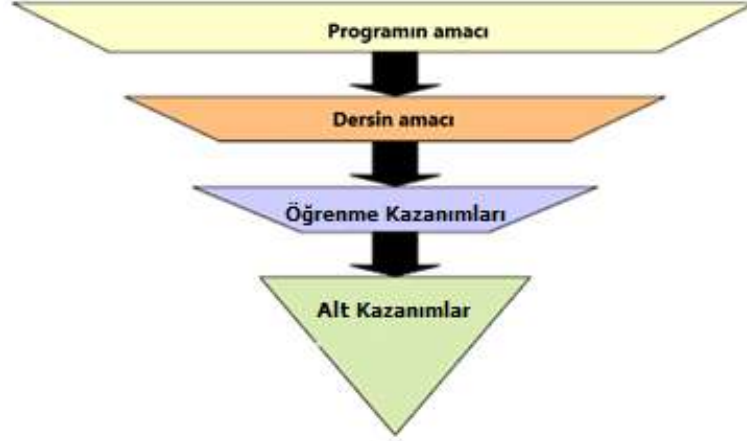 Programın amacı
Dersin amacı
Öğrenme Kazanımları
Alt Kazanımlar